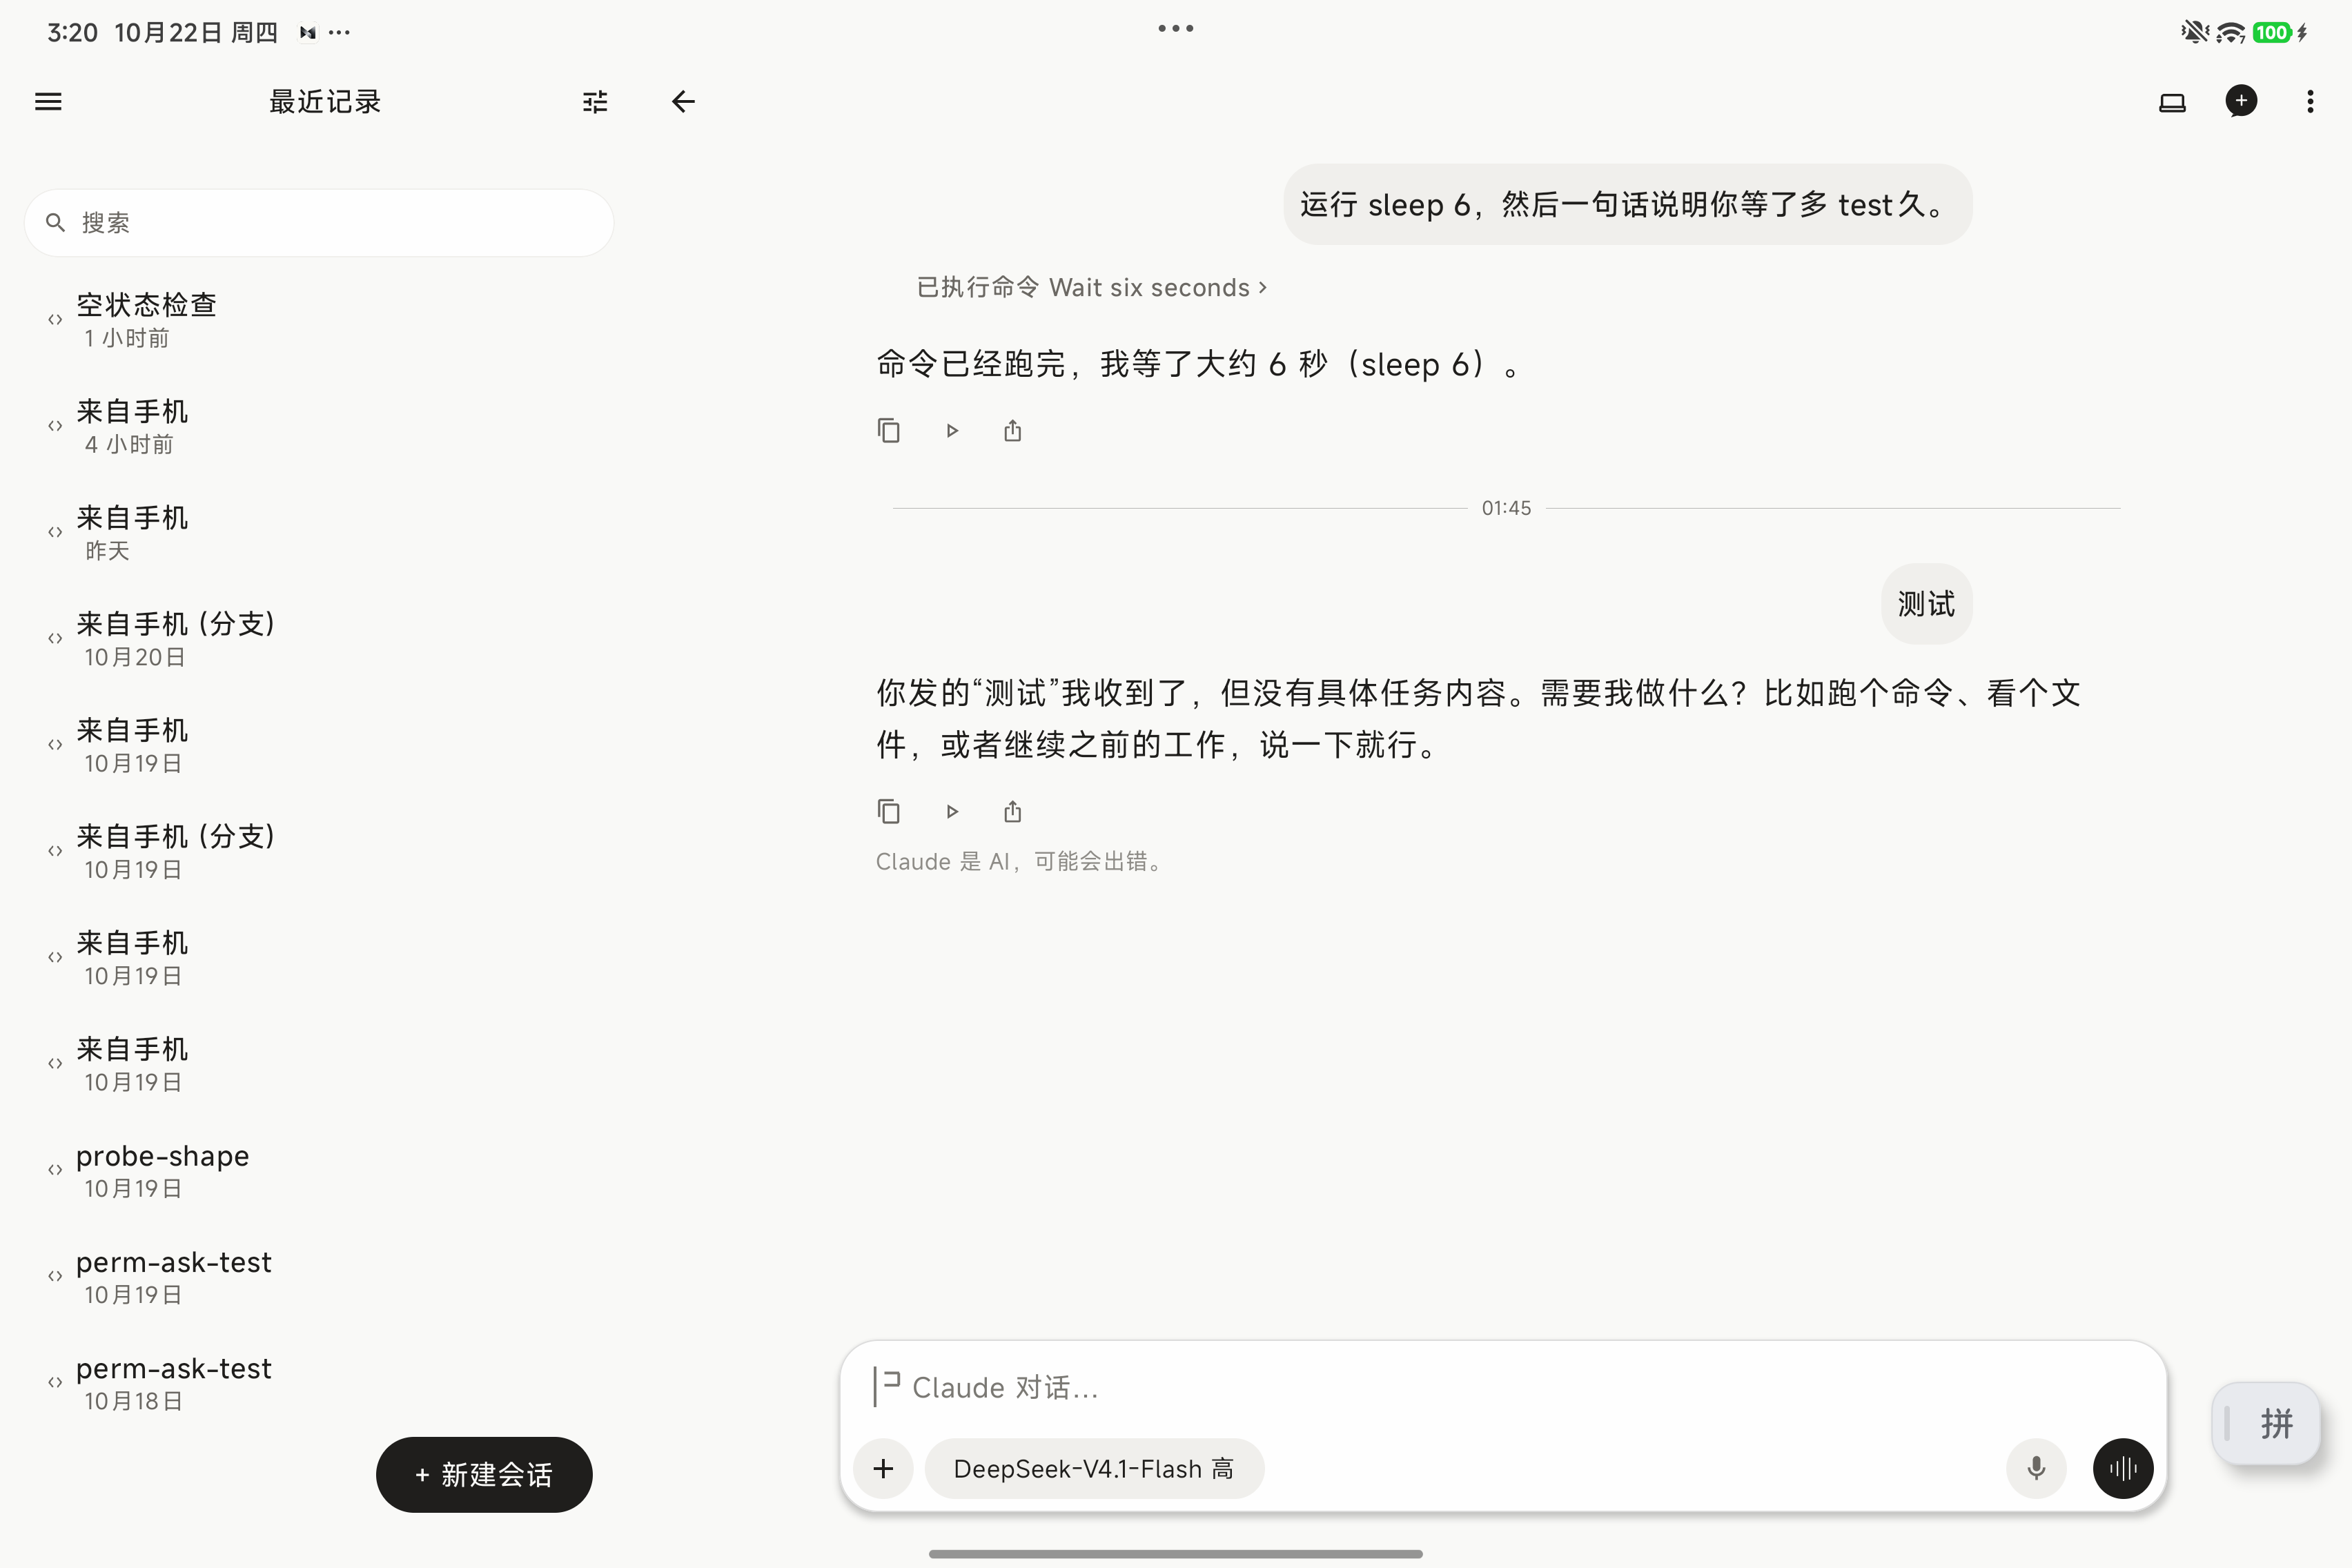 3:20 10月22日 周四
100
最近记录
搜索
空状态检查
1 小时前
来自手机
4 小时前
来自手机
昨天
来自手机 (分支)
10月20日
来自手机
10月19日
来自手机 (分支)
10月19日
来自手机
10月19日
来自手机
10月19日
probe-shape
10月19日
perm-ask-test
10月19日
perm-ask-test
10月18日
+ 新建会话
运行 sleep 6，然后一句话说明你等了多 test久。
已执行命令 Wait six seconds
命令已经跑完，我等了大约 6 秒（sleep 6）。
01:45
测试
你发的“测试”我收到了，但没有具体任务内容。需要我做什么？比如跑个命令、看个文
件，或者继续之前的工作，说一下就行。
Claude 是 AI，可能会出错。
Claude 对话…
DeepSeek-V4.1-Flash 高
拼